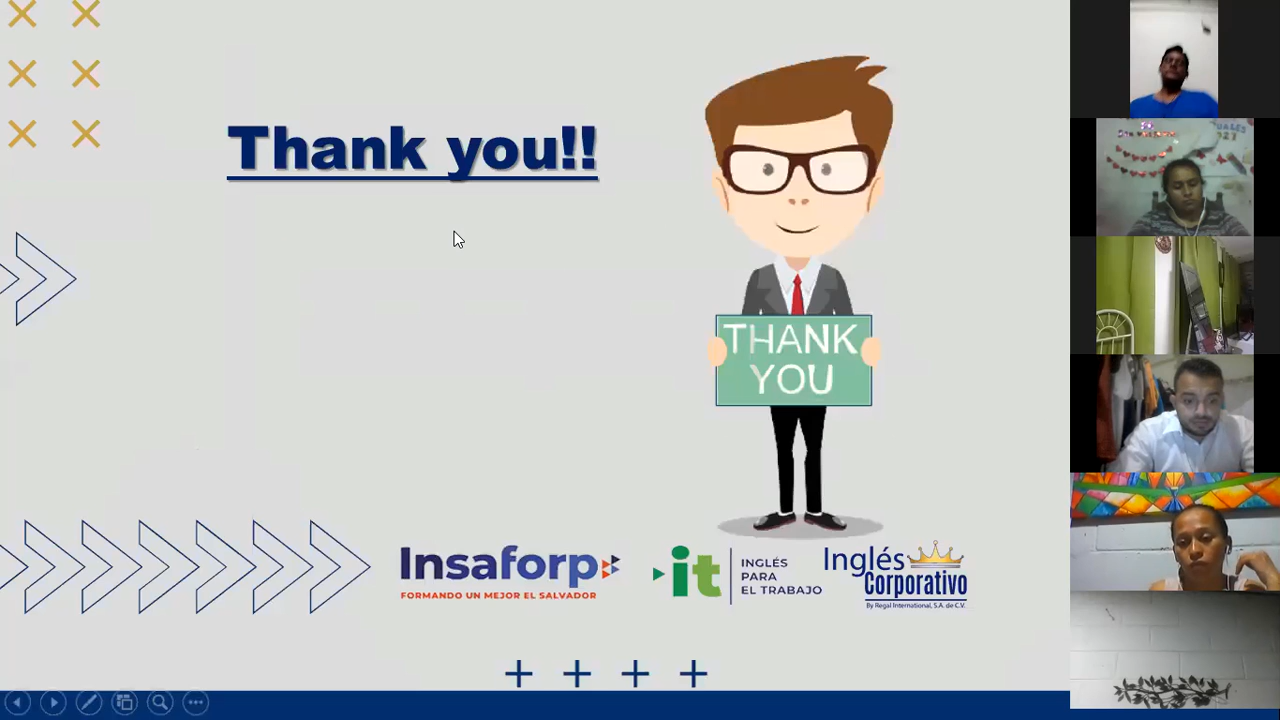 Thank you!!
THANK
YOU
Insaforp
FORMANDO UN MEJOR EL SALVADOR
it
INGLÉS
PARA
EL TRABAJO
Inglés
Corporativo
By Regal International, S.A. de C.V.